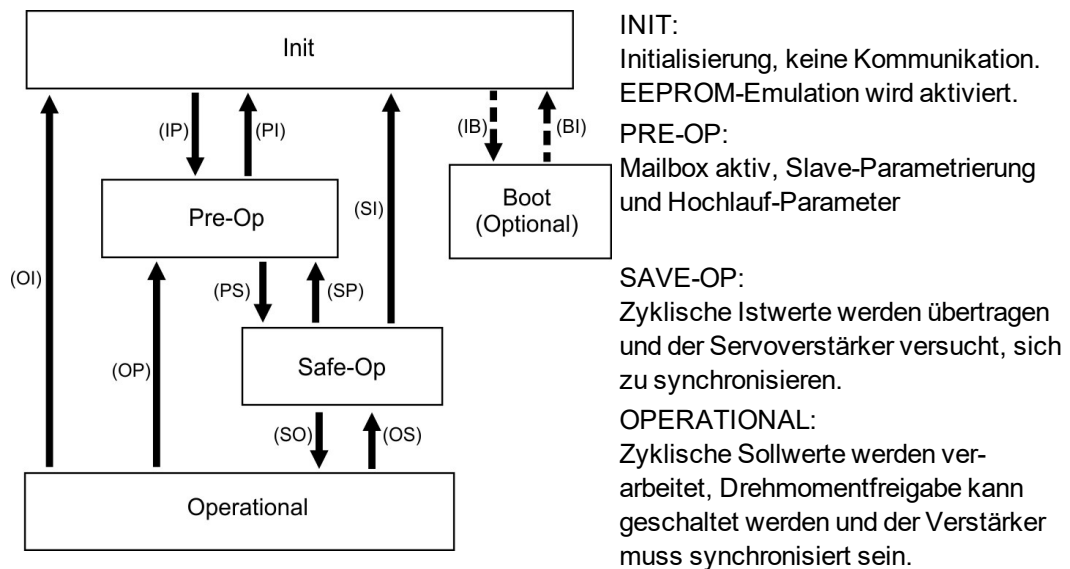 Init
(IP)
(PI)
(IB)
(BI)
Pre-Op
(SI)
Boot
(Optional)
(OI)
(PS)
(SP)
(OP)
Safe-Op
(SO)
(OS)
Operational
INIT:
Initialisierung, keine Kommunikation.
EEPROM-Emulation wird aktiviert.
PRE-OP:
Mailbox aktiv, Slave-Parametrierung
und Hochlauf-Parameter
SAVE-OP:
Zyklische Istwerte werden übertragen
und der Servoverstärker versucht, sich
zu synchronisieren.
OPERATIONAL:
Zyklische Sollwerte werden ver-
arbeitet, Drehmomentfreigabe kann
geschaltet werden und der Verstärker
muss synchronisiert sein.